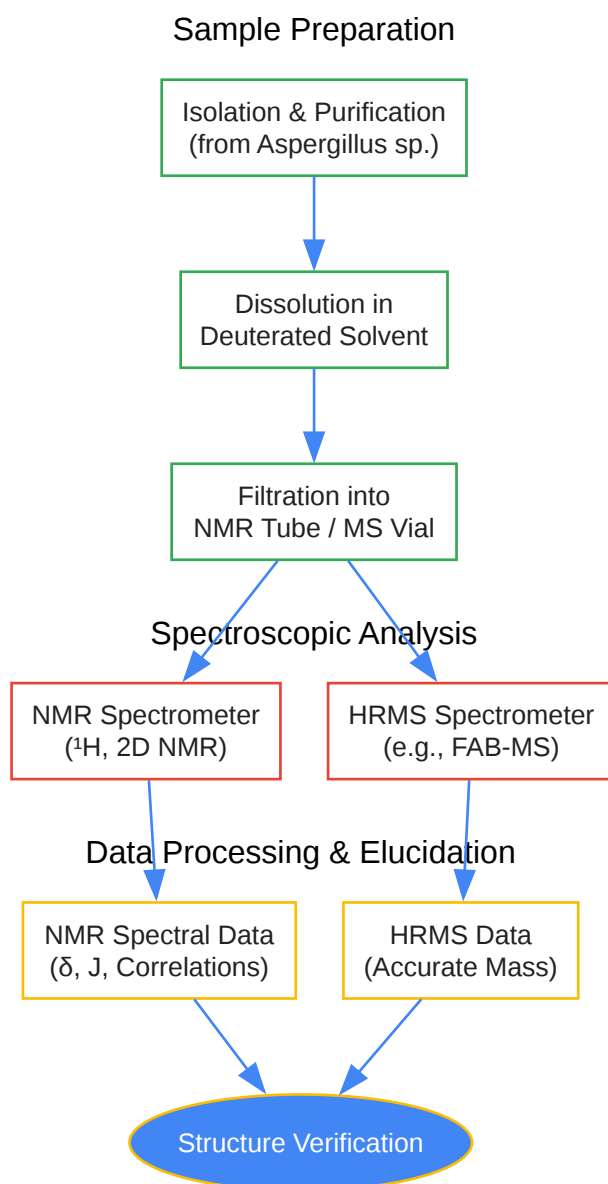 Sample Preparation
Isolation & Purification
(from Aspergillus sp.)
Dissolution in
Deuterated Solvent
Filtration into
NMR Tube / MS Vial
Spectroscopic Analysis
NMR Spectrometer
(¹H, 2D NMR)
HRMS Spectrometer
(e.g., FAB-MS)
Data Processing & Elucidation
NMR Spectral Data
(δ, J, Correlations)
HRMS Data
(Accurate Mass)
Structure Verification